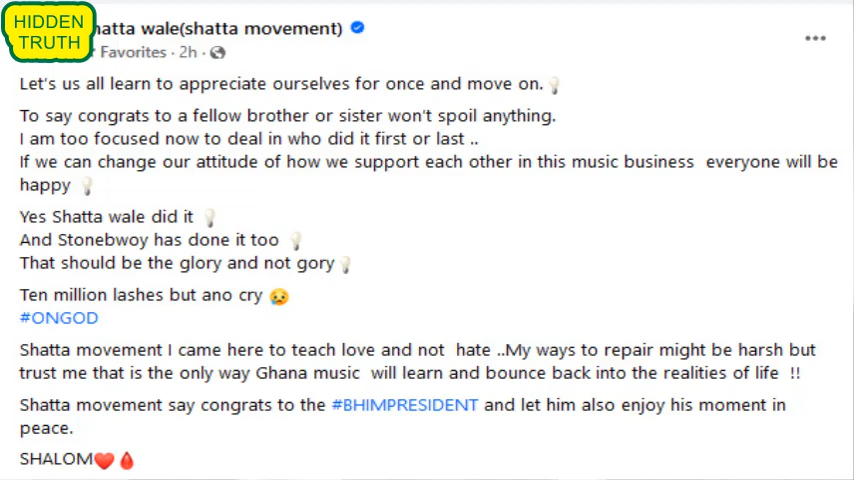 HIDDEN
TRUTH
hatta wale(shatta movement)
Favorites · 2h ·
Let's us all learn to appreciate ourselves for once and move on.💡
To say congrats to a fellow brother or sister won't spoil anything.
I am too focused now to deal in who did it first or last ..
If we can change our attitude of how we support each other in this music business everyone will be
happy 💡
Yes Shatta wale did it 💡
And Stonebwoy has done it too 💡
That should be the glory and not gory💡
Ten million lashes but ano cry 😢
#ONGOD
Shatta movement I came here to teach love and not hate ..My ways to repair might be harsh but
trust me that is the only way Ghana music will learn and bounce back into the realities of life !!
Shatta movement say congrats to the #BHIMPRESIDENT and let him also enjoy his moment in
peace.
SHALOM❤️🩸